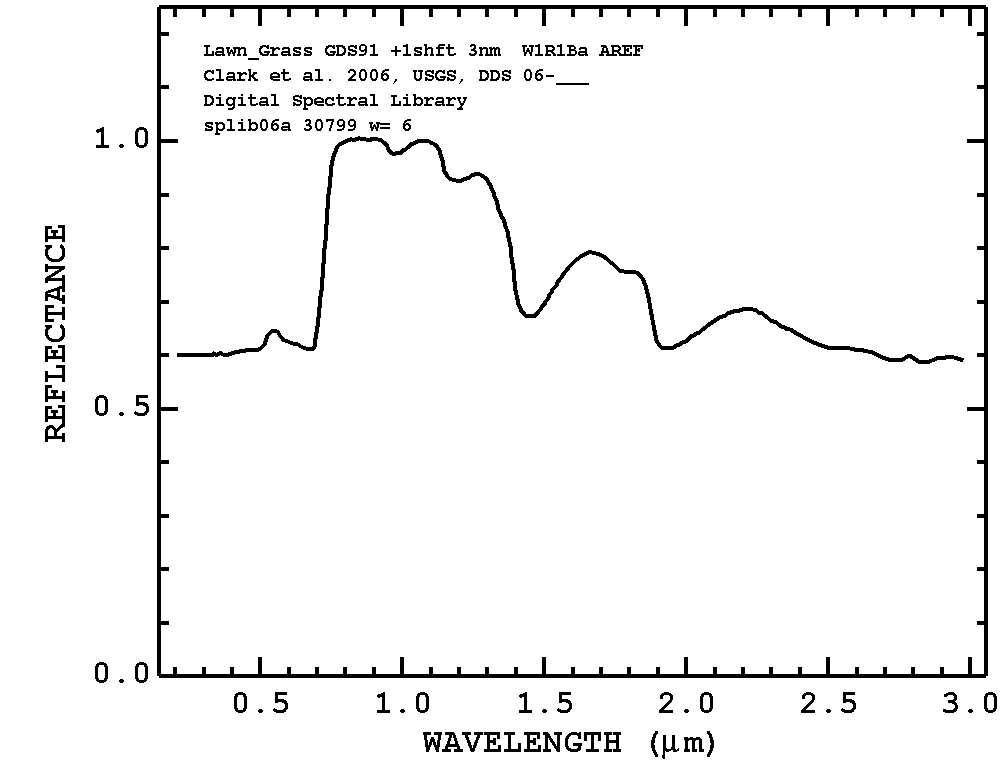 Lawn_Grass GDS91 +1shft 3nm W1R1Ba AREF
Clark et al. 2006, USGS, DDS 06-___
Digital Spectral Library
splib06a 30799 w= 6
1.0
0.5
0.0
REFLECTANCE
0.5 1.0 1.5 2.0 2.5 3.0
WAVELENGTH (μm)